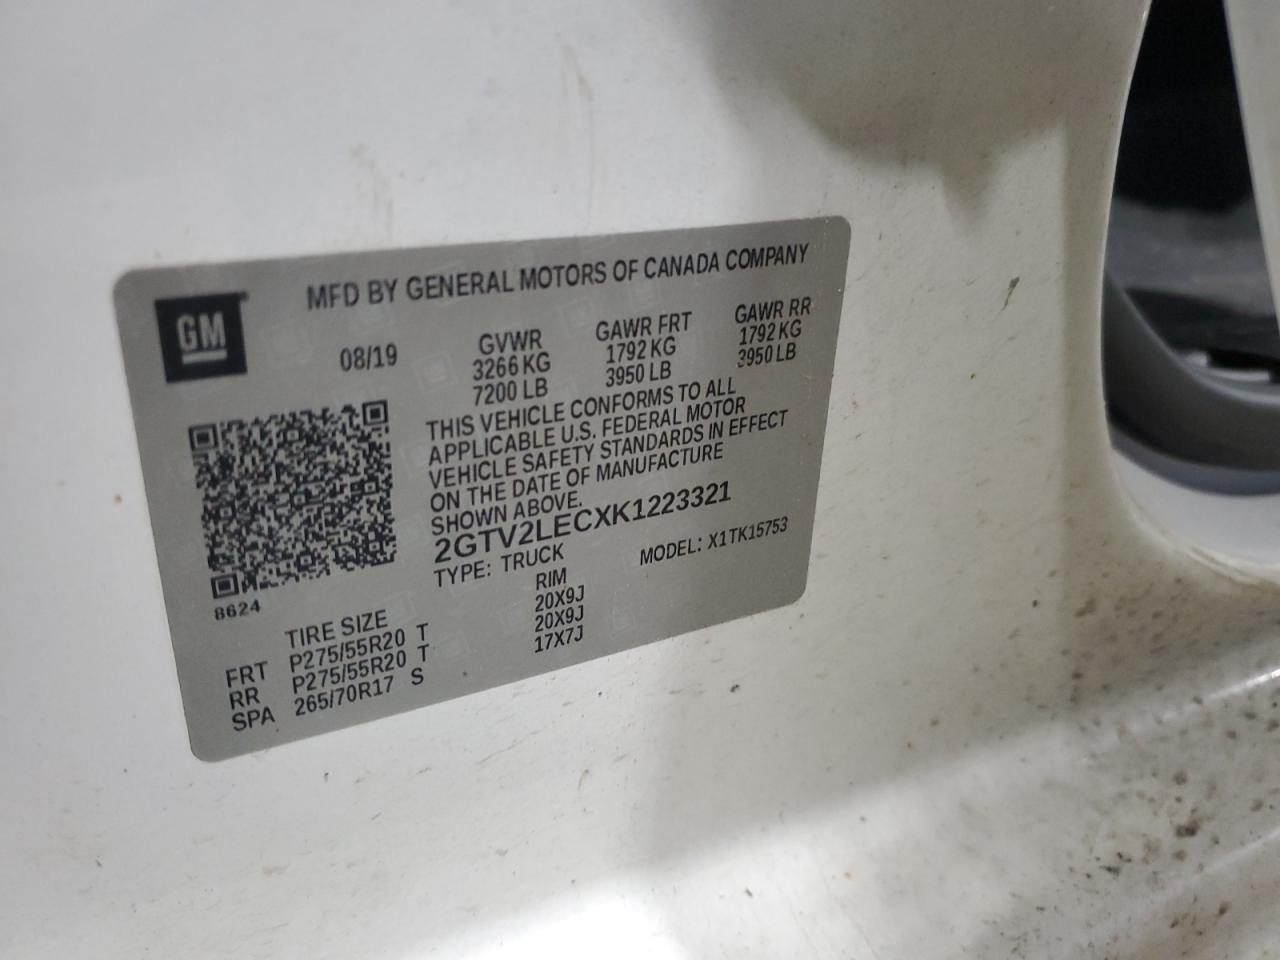 GM
MFD BY GENERAL MOTORS OF CANADA COMPANY
08/19
GVWR GAWR FRT GAWR RR
3266 KG 1792 KG 1792 KG
7200 LB 3950 LB 3950 LB
THIS VEHICLE CONFORMS TO ALL
APPLICABLE U.S. FEDERAL MOTOR
VEHICLE SAFETY STANDARDS IN EFFECT
ON THE DATE OF MANUFACTURE
SHOWN ABOVE.
2GTV2LECXK1223321
TYPE: TRUCK MODEL: X1TK15753
8624
TIRE SIZE RIM
FRT P275/55R20 T 20X9J
RR P275/55R20 T 20X9J
SPA 265/70R17 S 17X7J